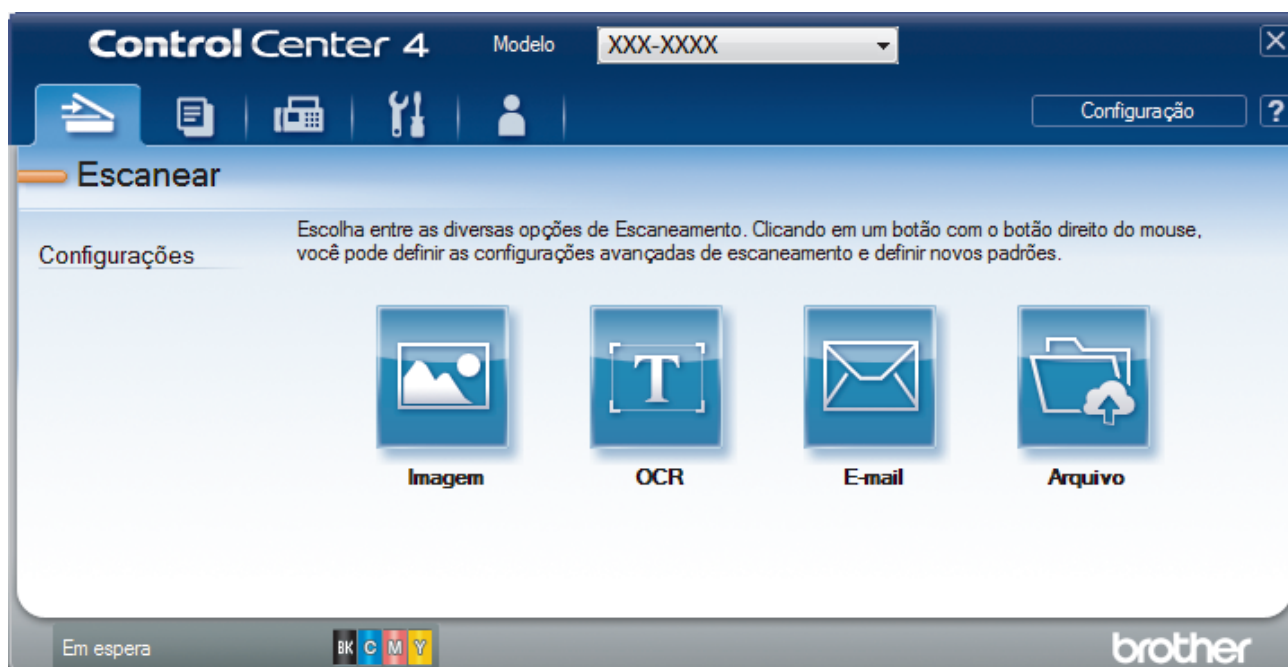 Control Center 4 Modelo XXX-XXXX X
Configuração ?
Escanear
Configurações
Escolha entre as diversas opções de Escaneamento. Clicando em um botão com o botão direito do mouse,
você pode definir as configurações avançadas de escaneamento e definir novos padrões.
T
Imagem OCR E-mail Arquivo
Em espera BK C M Y brother